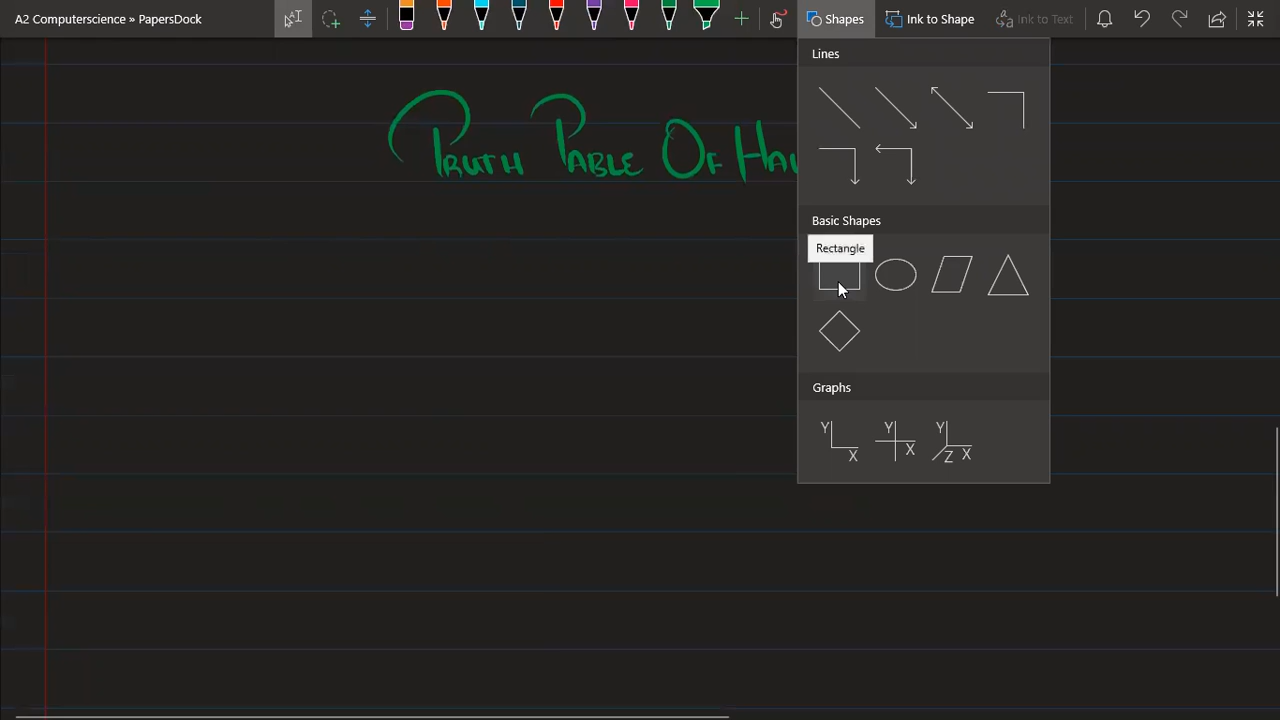 A2 Computerscience » PapersDock
Shapes
Ink to Shape
Ink to Text
Lines
Truth Table Of Ha
Basic Shapes
Rectangle
Graphs
Y X
Y X
Y Z X